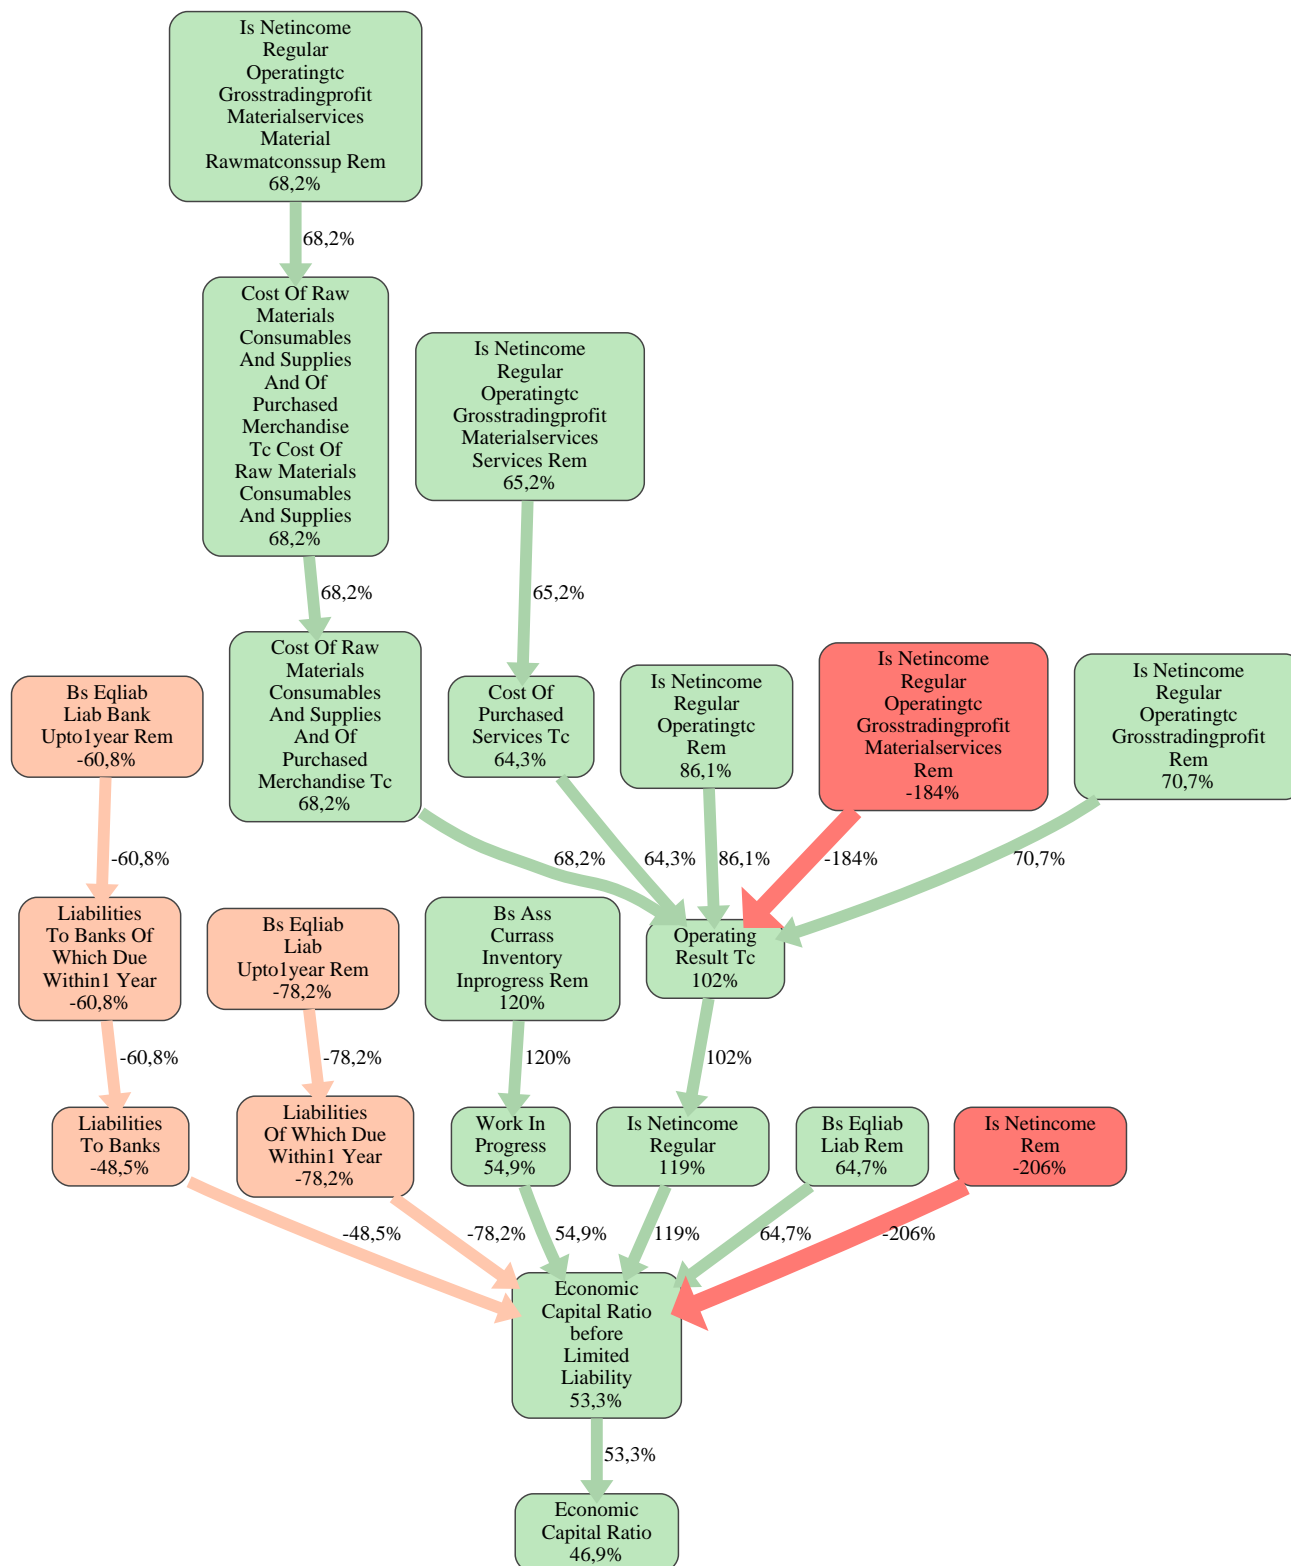 Is Netincome
Regular
Operatingtc
Grosstradingprofit
Materialservices
Material
Rawmatconssup Rem
68,2%
68,2%
Cost Of Raw
Materials
Consumables
And Supplies
And Of
Purchased
Merchandise
Tc Cost Of
Raw Materials
Consumables
And Supplies
68,2%
Is Netincome
Regular
Operatingtc
Grosstradingprofit
Materialservices
Services Rem
65,2%
68,2%
65,2%
Bs Eqliab
Liab Bank
Upto1year Rem
-60,8%
Cost Of Raw
Materials
Consumables
And Supplies
And Of
Purchased
Merchandise Tc
68,2%
Cost Of
Purchased
Services Tc
64,3%
Is Netincome
Regular
Operatingtc
Rem
86,1%
Is Netincome
Regular
Operatingtc
Grosstradingprofit
Materialservices
Rem
-184%
Is Netincome
Regular
Operatingtc
Grosstradingprofit
Rem
70,7%
-60,8%
68,2%
64,3%
86,1%
-184%
70,7%
Liabilities
To Banks Of
Which Due
Within1 Year
-60,8%
Bs Eqliab
Liab
Upto1year Rem
-78,2%
Bs Ass
Currass
Inventory
Inprogress Rem
120%
Operating
Result Tc
102%
-60,8%
-78,2%
120%
102%
Liabilities
To Banks
-48,5%
Liabilities
Of Which Due
Within1 Year
-78,2%
Work In
Progress
54,9%
Is Netincome
Regular
119%
Bs Eqliab
Liab Rem
64,7%
Is Netincome
Rem
-206%
-48,5%
-78,2%
54,9%
119%
64,7%
-206%
Economic
Capital Ratio
before
Limited
Liability
53,3%
53,3%
Economic
Capital Ratio
46,9%